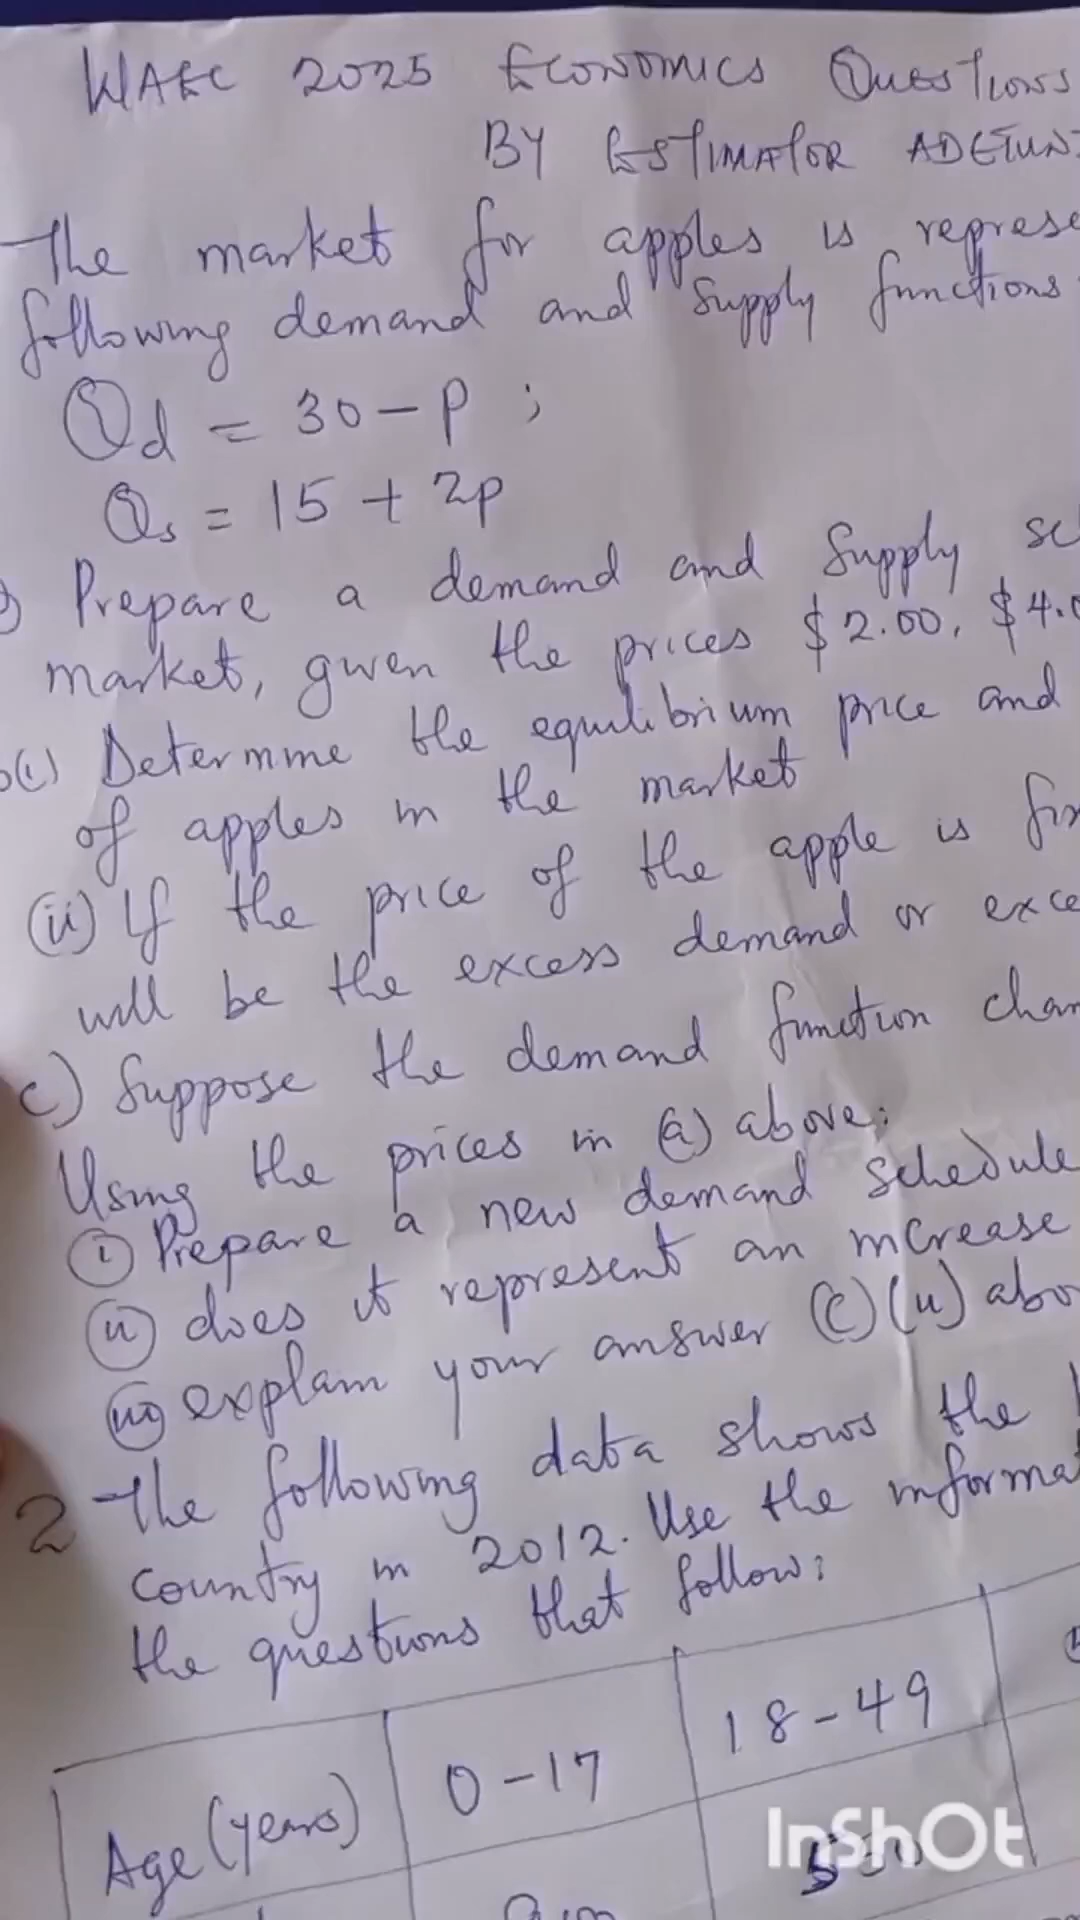 WAEC 2025 ECONOMICS QUESTIONS
BY ESTIMATOR ADETUN
The market for apples is represe
following demand and supply functions
Qd = 30 - P ;
Qs = 15 + 2p
Prepare a demand and supply sc
market, given the prices $2.00, $4.0
b(i) Determine the equilibrium price and
of apples in the market
(ii) If the price of the apple is fix
will be the excess demand or exce
c) Suppose the demand function chan
Using the prices in (a) above:
(i) Prepare a new demand schedule
(ii) does it represent an increase
(iii) explain your answer (c)(ii) abo
2 The following data shows the
country in 2012. Use the informat
the questions that follow:
Age (years) 0-17 18-49
InShOt